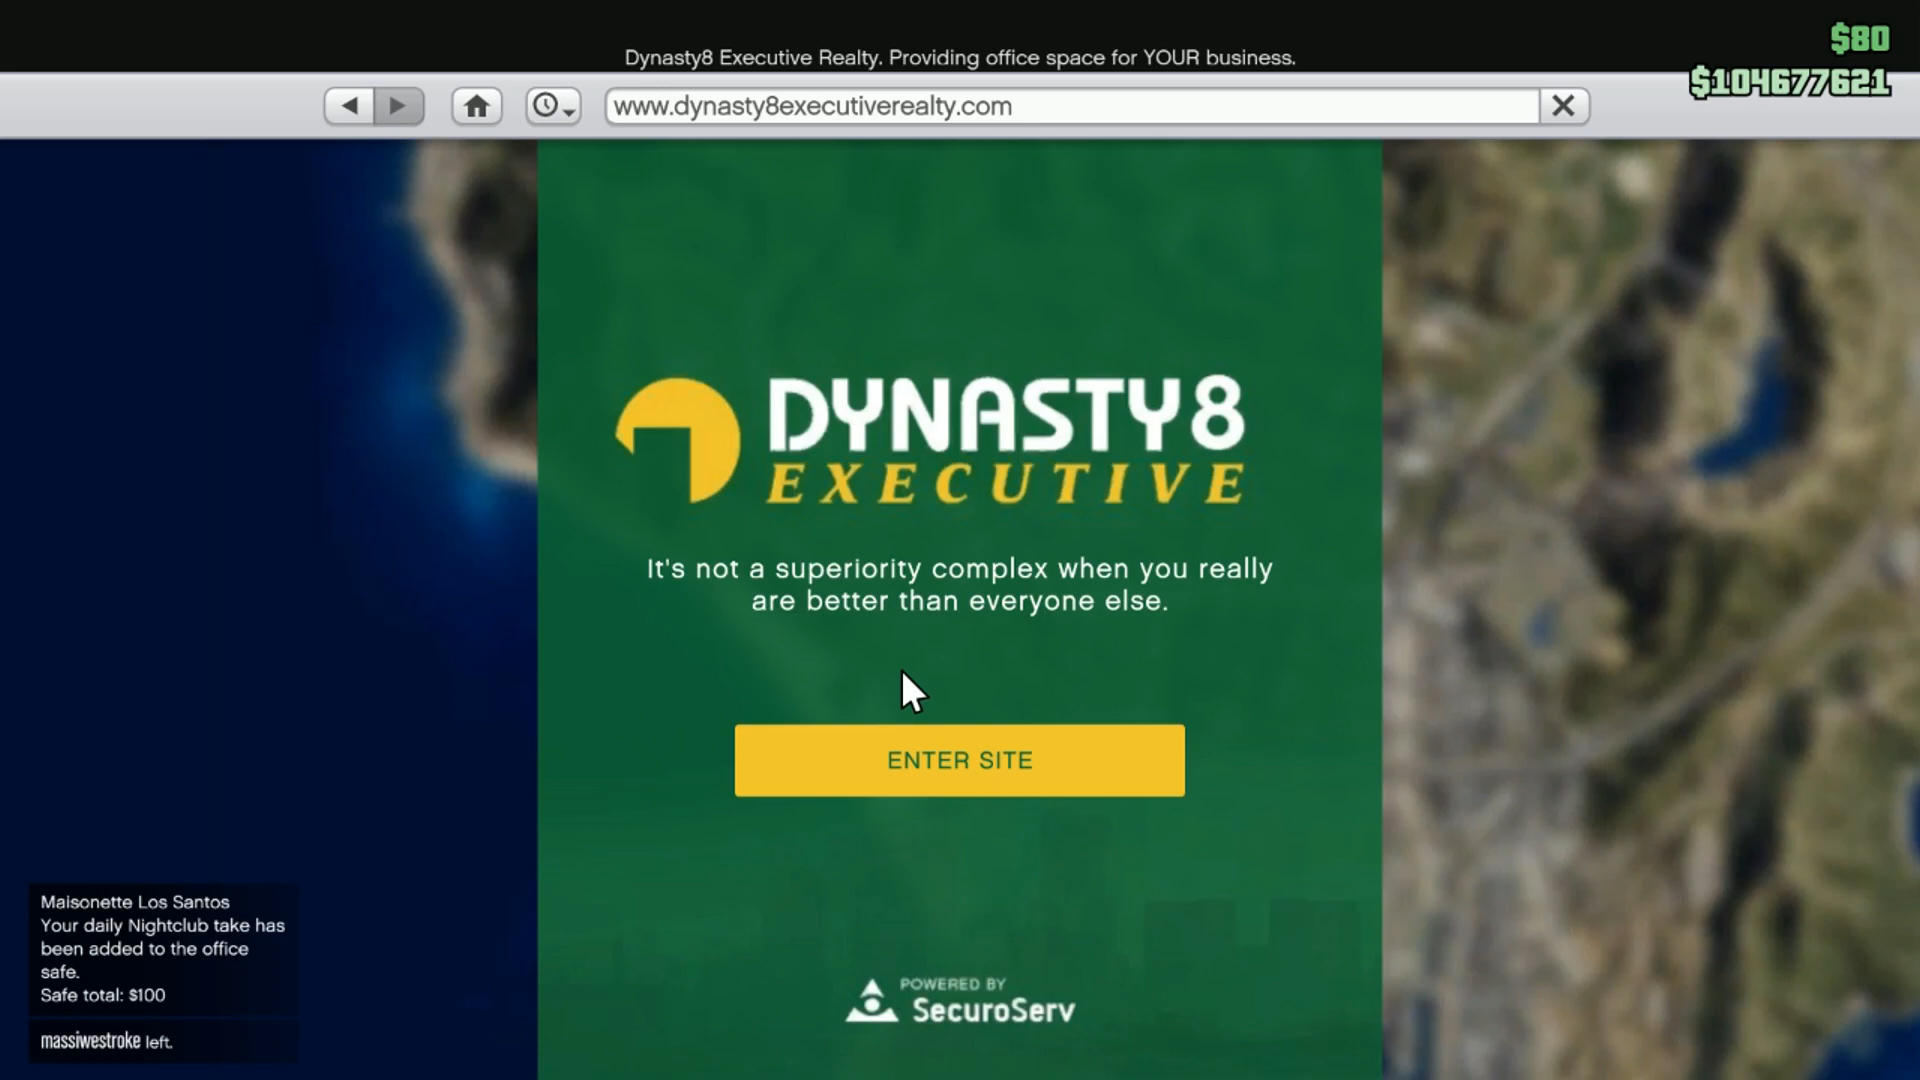 Dynasty8 Executive Realty. Providing office space for YOUR business.
$80
$104677621
www.dynasty8executiverealty.com
DYNASTY8
EXECUTIVE
It's not a superiority complex when you really
are better than everyone else.
ENTER SITE
POWERED BY
SecuroServ
Maisonette Los Santos
Your daily Nightclub take has
been added to the office
safe.
Safe total: $100
massiwestroke left.